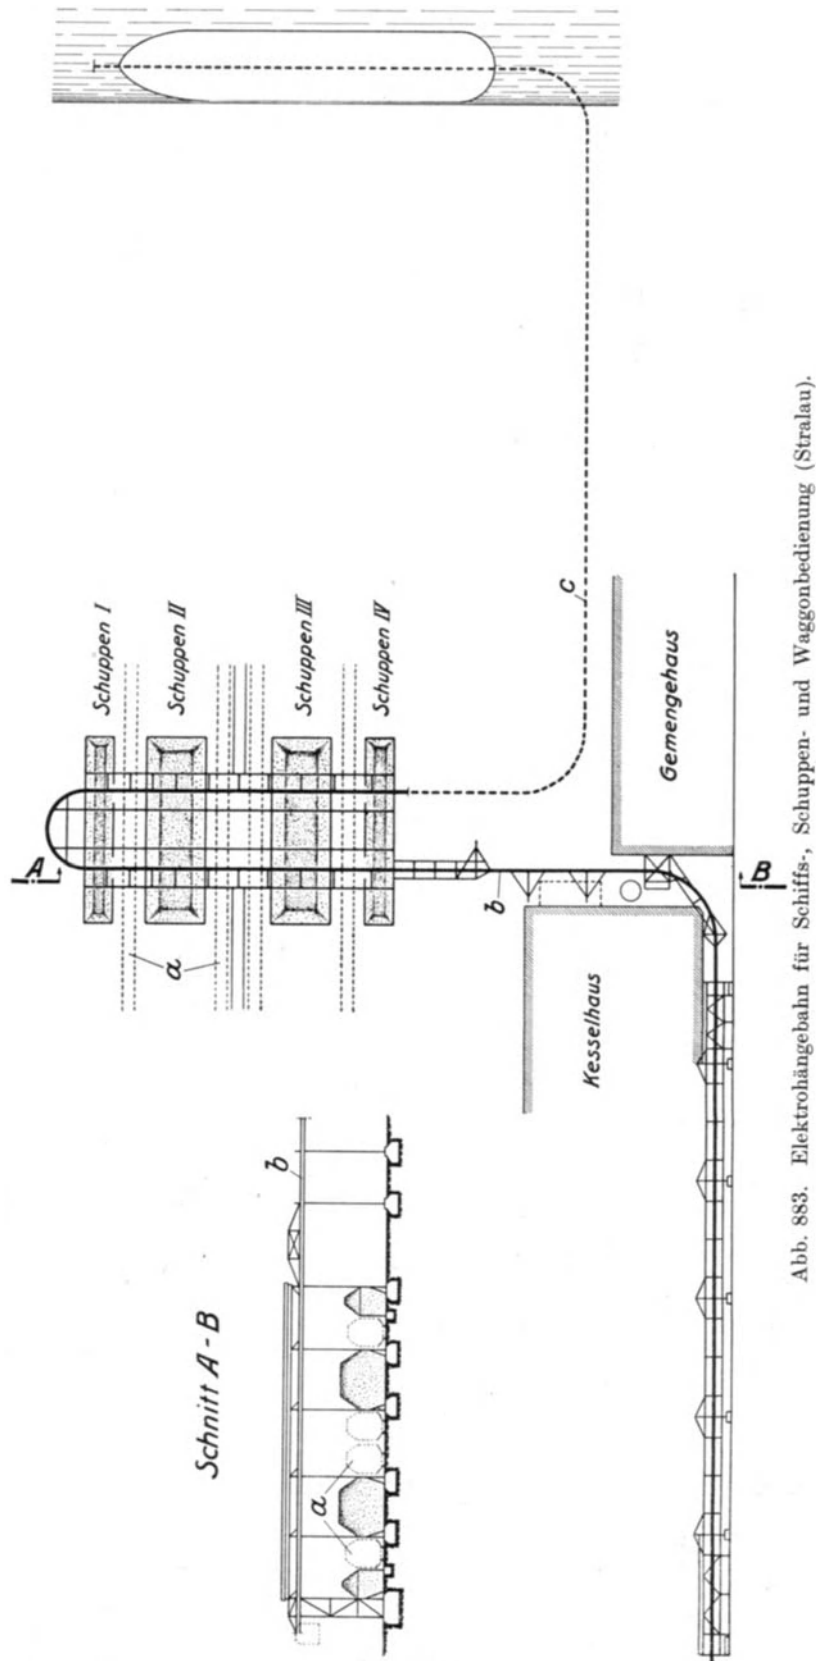 Schuppen I
Schuppen II
Schuppen III
Schuppen IV
A
a
b
c
B
Gemengehaus
Kesselhaus
Schnitt A-B
a
b
Abb. 883. Elektrohängebahn für Schiffs-, Schuppen- und Waggonbedienung (Stralau).